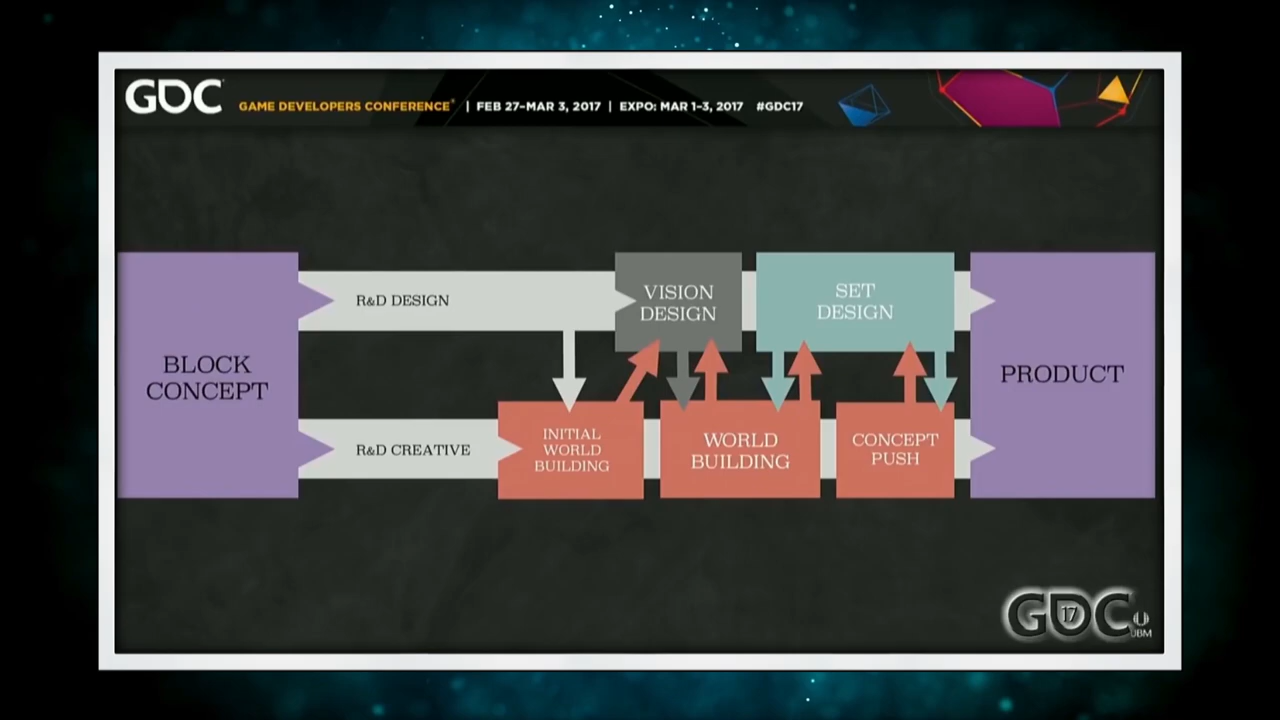 GDC
GAME DEVELOPERS CONFERENCE® | FEB 27–MAR 3, 2017 | EXPO: MAR 1–3, 2017 #GDC17
BLOCK
CONCEPT
R&D DESIGN
VISION
DESIGN
SET
DESIGN
PRODUCT
R&D CREATIVE
INITIAL
WORLD
BUILDING
WORLD
BUILDING
CONCEPT
PUSH
GDC 17
UBM